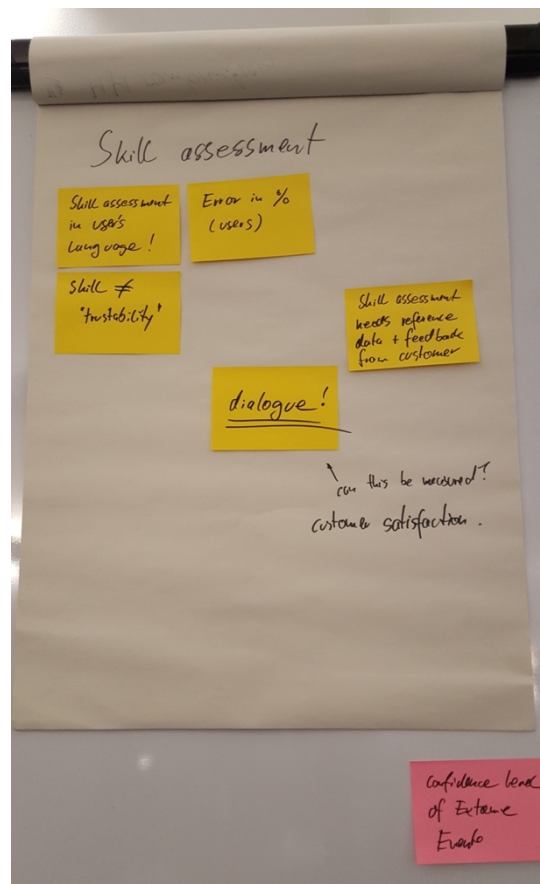 Skill assessment
Skill assessment
in user's
language!
Error in %
(users)
Skill ≠
"trustability"
Skill assessment
needs reference
data + feedback
from customer
dialogue!
can this be measured?
customer satisfaction.
Confidence level
of Extreme
Events